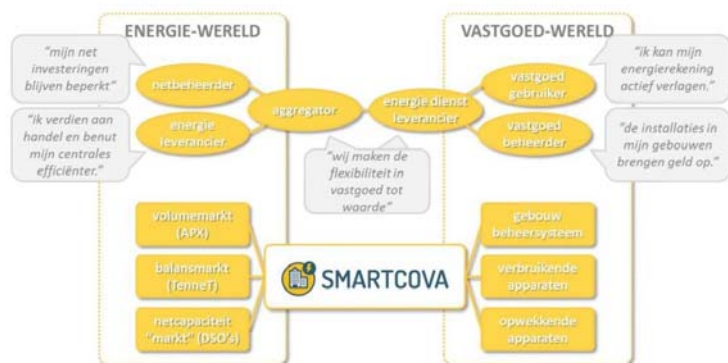 ENERGIE-WERELD
VASTGOED-WERELD
“mijn net
investeringen
blijven beperkt”
netbeheerder
“ik verdien aan
handel en benut
mijn centrales
efficiënter.”
energie
leverancier
aggregator
energie dienst
leverancier
“wij maken de
flexibiliteit in
vastgoed tot
waarde”
vastgoed
gebruiker
“ik kan mijn
energierekening
actief verlagen.”
vastgoed
beheerder
“de installaties in
mijn gebouwen
brengen geld op.”
volumemarkt
(APX)
balansmarkt
(TenneT)
netcapaciteit
“markt” (DSO’s)
SMARTCOVA
gebouw
beheersysteem
verbruikende
apparaten
opwekkende
apparaten